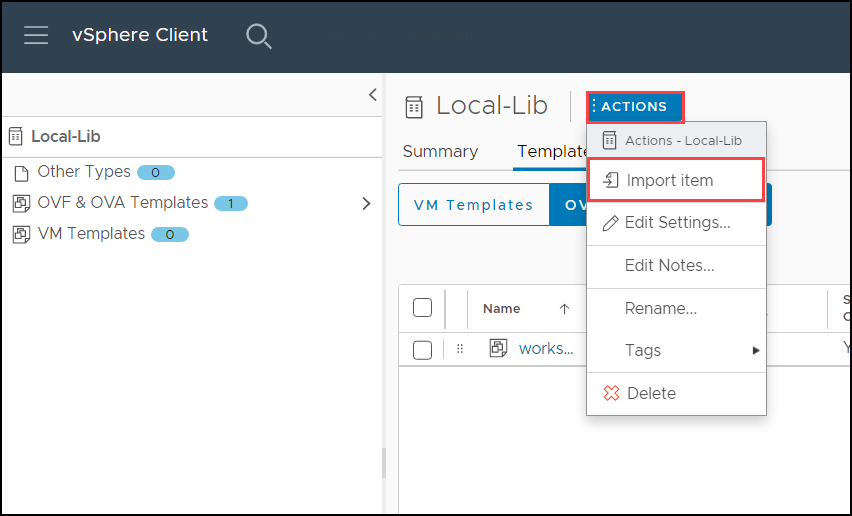 vSphere Client
Local-Lib
Other Types 0
OVF & OVA Templates 1
VM Templates 0
Local-Lib
ACTIONS
Summary
Template
VM Templates
OV
Actions - Local-Lib
Import item
Edit Settings...
Edit Notes...
Rename...
Tags
Delete
Name
works...